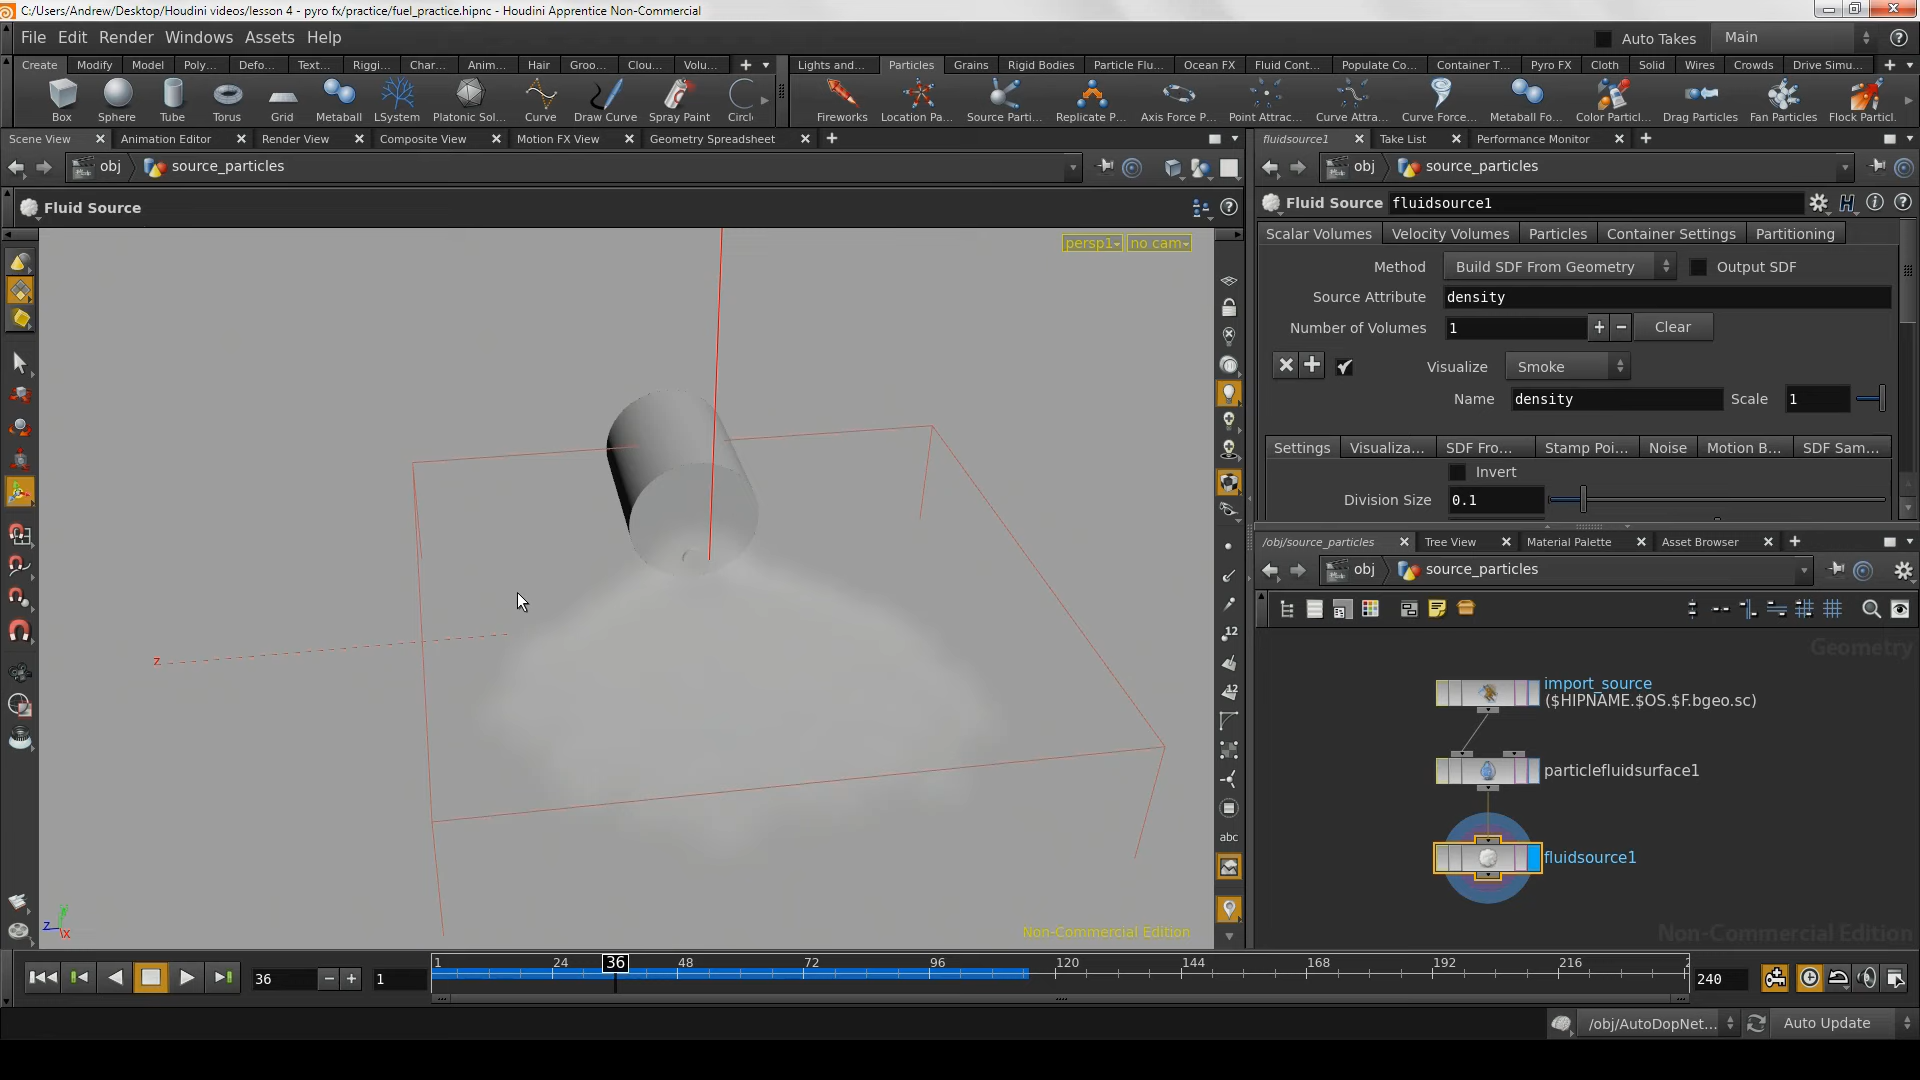 C:/Users/Andrew/Desktop/Houdini videos/lesson 4 - pyro fx/practice/fuel_practice.hipnc - Houdini Apprentice Non-Commercial
File Edit Render Windows Assets Help
Auto Takes Main
Create Modify Model Poly... Defo... Text... Riggi... Char... Anim... Hair Groo... Clou... Volu...
Lights and... Particles Grains Rigid Bodies Particle Flu... Ocean FX Fluid Cont... Populate Co... Container T... Pyro FX Cloth Solid Wires Crowds Drive Simu...
Box Sphere Tube Torus Grid Metaball LSystem Platonic Sol... Curve Draw Curve Spray Paint Circl
Fireworks Location Pa... Source Parti... Replicate P... Axis Force P... Point Attrac... Curve Attra... Curve Force... Metaball Fo... Color Particl... Drag Particles Fan Particles Flock Particl.
Scene View Animation Editor Render View Composite View Motion FX View Geometry Spreadsheet
fluidsource1 Take List Performance Monitor
obj source_particles
obj source_particles
Fluid Source
Fluid Source fluidsource1
Scalar Volumes Velocity Volumes Particles Container Settings Partitioning
persp1 no cam
Method Build SDF From Geometry Output SDF
Source Attribute density
Number of Volumes 1 + − Clear
Visualize Smoke
Name density Scale 1
Settings Visualiza... SDF Fro... Stamp Poi... Noise Motion B... SDF Sam...
Invert
Division Size 0.1
/obj/source_particles Tree View Material Palette Asset Browser
obj source_particles
Geometry
import_source
($HIPNAME.$OS.$F.bgeo.sc)
particlefluidsurface1
fluidsource1
z
12
12
abc
z x
Non-Commercial Edition
Non-Commercial Edition
36 1
1 24 36 48 72 96 120 144 168 192 216 2
240
/obj/AutoDopNet... Auto Update